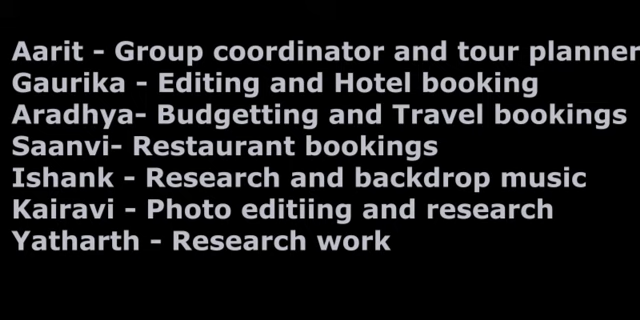 Aarit - Group coordinator and tour planner
Gaurika - Editing and Hotel booking
Aradhya- Budgetting and Travel bookings
Saanvi- Restaurant bookings
Ishank - Research and backdrop music
Kairavi - Photo editiing and research
Yatharth - Research work